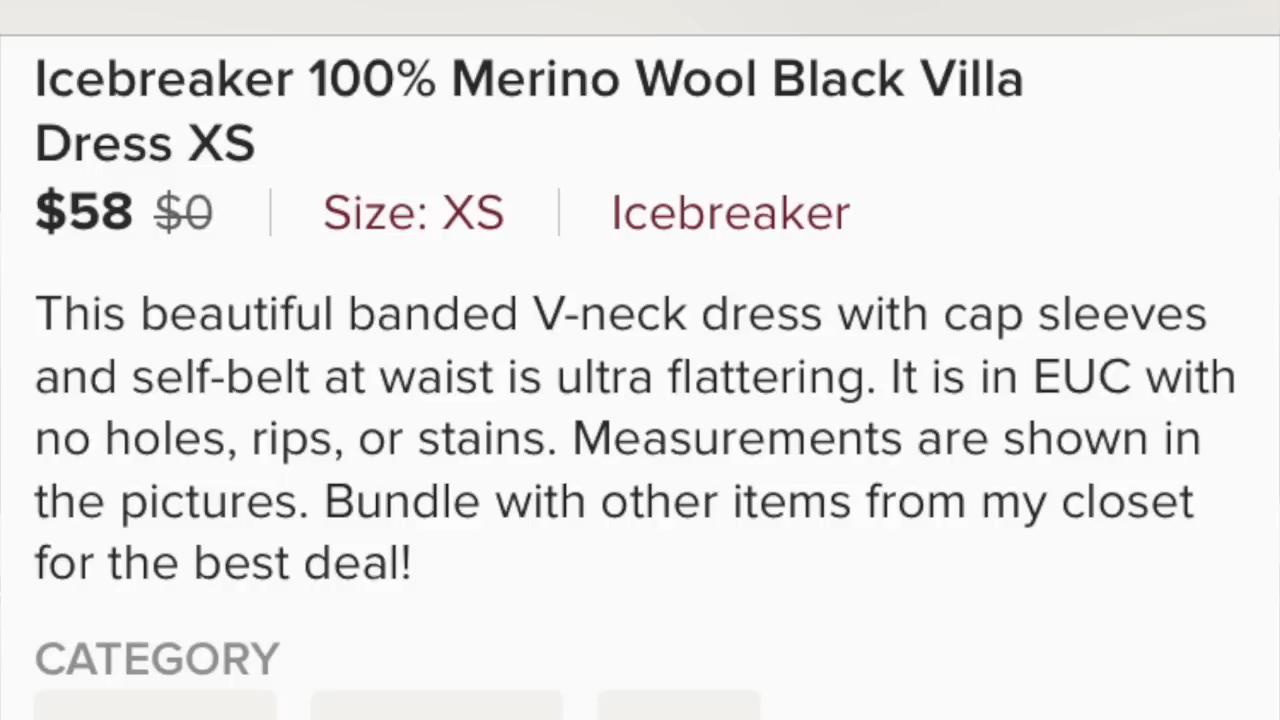 Icebreaker 100% Merino Wool Black Villa
Dress XS
$58 $0 Size: XS Icebreaker
This beautiful banded V-neck dress with cap sleeves
and self-belt at waist is ultra flattering. It is in EUC with
no holes, rips, or stains. Measurements are shown in
the pictures. Bundle with other items from my closet
for the best deal!
CATEGORY